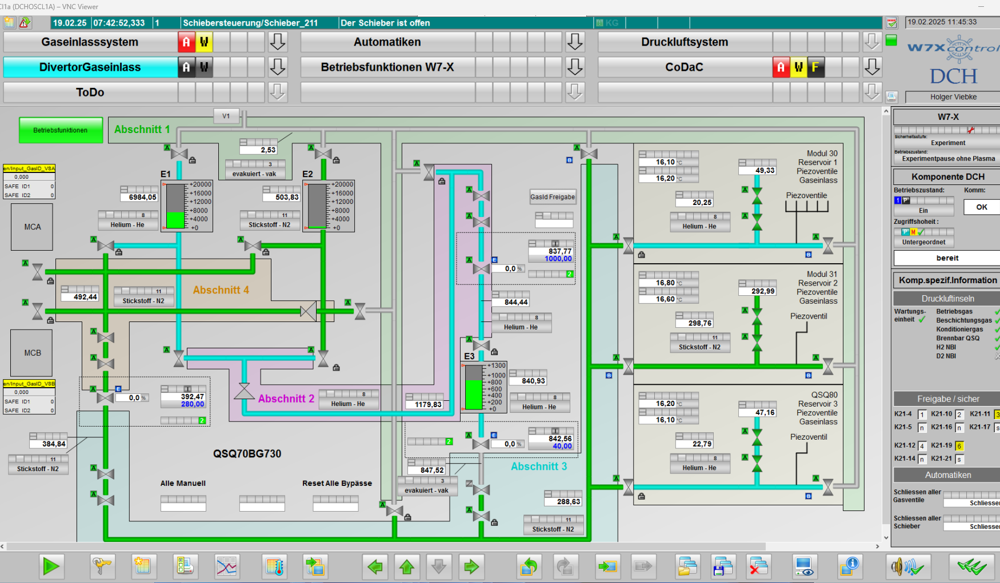 CI1a (DCHOSCL1A) – VNC Viewer
19.02.25 07:42:52,333 1 Schiebersteuerung/Schieber_211 Der Schieber ist offen KG
19.02.2025 11:45:33
Gaseinlasssystem A W
Automatiken
Druckluftsystem
W7Xcontrol
DivertorGaseinlass A W
Betriebsfunktionen W7-X
CoDaC A W F
DCH
ToDo
Holger Viebke
Betriebsfunktionen
Abschnitt 1
V1
2,53
3
evakuiert - vak
E1
+20000
+16000
+12000
+8000
+4000
+0
6984,05
8
Helium - He
E2
+20000
+16000
+12000
+8000
+4000
+0
503,83
11
Stickstoff - N2
en/Input_GasID_V8A
0,000
SAFE ID1 0
SAFE ID2 0
MCA
492,44
11
Stickstoff - N2
Abschnitt 4
MCB
en/Input_GasID_V8B
0,000
SAFE ID1 0
SAFE ID2 0
E
0,0 %
I
392,47
280,00
2
384,84
11
Stickstoff - N2
Abschnitt 2
8
Helium - He
1179,83
QSQ70BG730
Alle Manuell
Reset Alle Bypässe
GasId Freigabe
I
837,77
1000,00
E
0,0 %
2
844,44
8
Helium - He
E3
+1300
+1000
+800
+600
+400
+200
+0
840,93
8
Helium - He
2
E
0,0 %
I
842,56
40,00
847,52
3
evakuiert - vak
Abschnitt 3
288,63
11
Stickstoff - N2
Modul 30
Reservoir 1
Piezoventile
Gaseinlass
16,10 °C
16,20 °C
49,33
20,25
8
Helium - He
Piezoventile
Modul 31
Reservoir 2
Piezoventile
Gaseinlass
16,80 °C
16,60 °C
292,99
298,76
11
Stickstoff - N2
Piezoventil
QSQ80
Reservoir 3
Piezoventile
Gaseinlass
16,20 °C
16,10 °C
47,16
22,79
8
Helium - He
Piezoventil
W7-X
Sicherheitsstufe:
Experiment
Betriebszustand:
Experimentpause ohne Plasma
Komponente DCH
Betriebszustand: Komm:
1 P
Ein
OK
Zugriffshoheit :
P M
Untergeordnet
bereit
Komp.spezif.Information
Druckluftinseln
Wartungs-
einheit
Betriebsgas
Beschichtungsgas
Konditioniergas
Brennbar QSQ
H2 NBI
D2 NBI
Freigabe / sicher
K21-4 1 K21-10 2 K21-11 3
K21-5 n K21-16 n K21-17 s
K21-12 4 K21-19 6
K21-14 n K21-21 s
Automatiken
Schliessen aller
Gasventile
Schliessen
Schliessen aller
Schieber
Schliessen